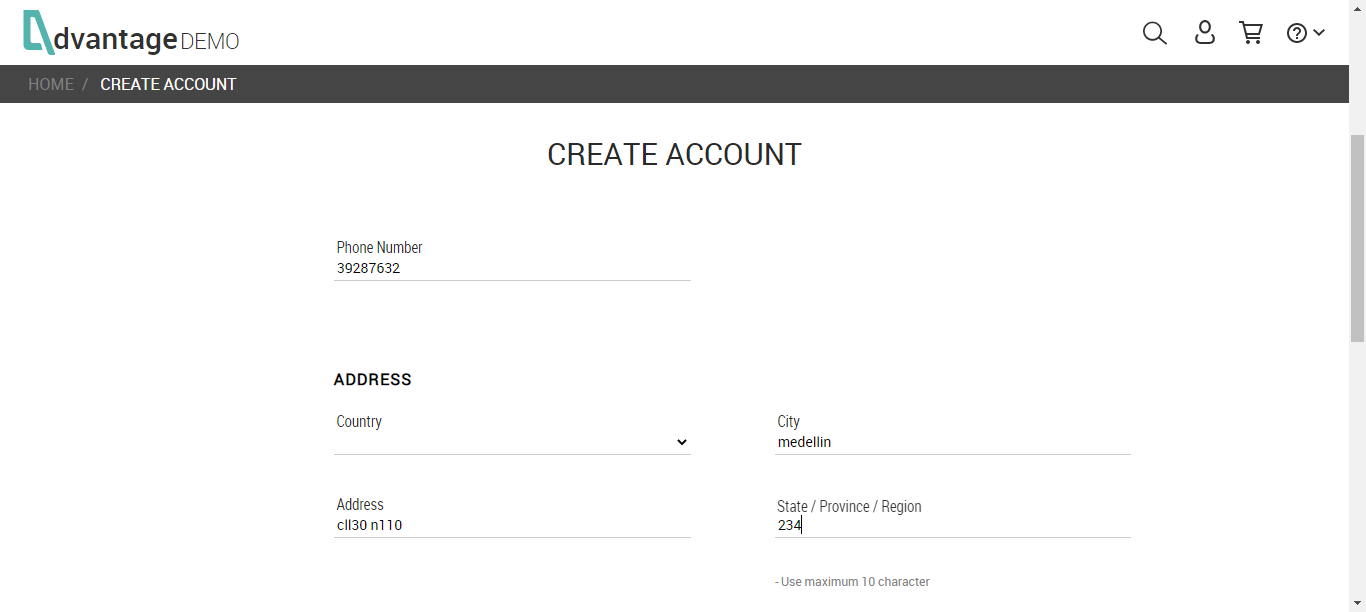 dvantage DEMO
HOME / CREATE ACCOUNT
CREATE ACCOUNT
Phone Number
39287632
ADDRESS
Country
City
medellin
Address
cll30 n110
State / Province / Region
234
- Use maximum 10 character